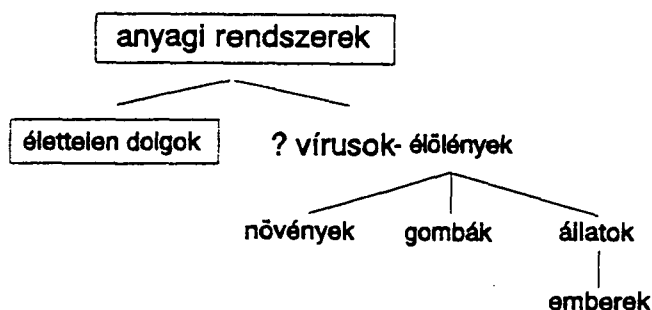 anyagi rendszerek
élettelen dolgok ? vírusok- élőlények
növények gombák állatok
emberek